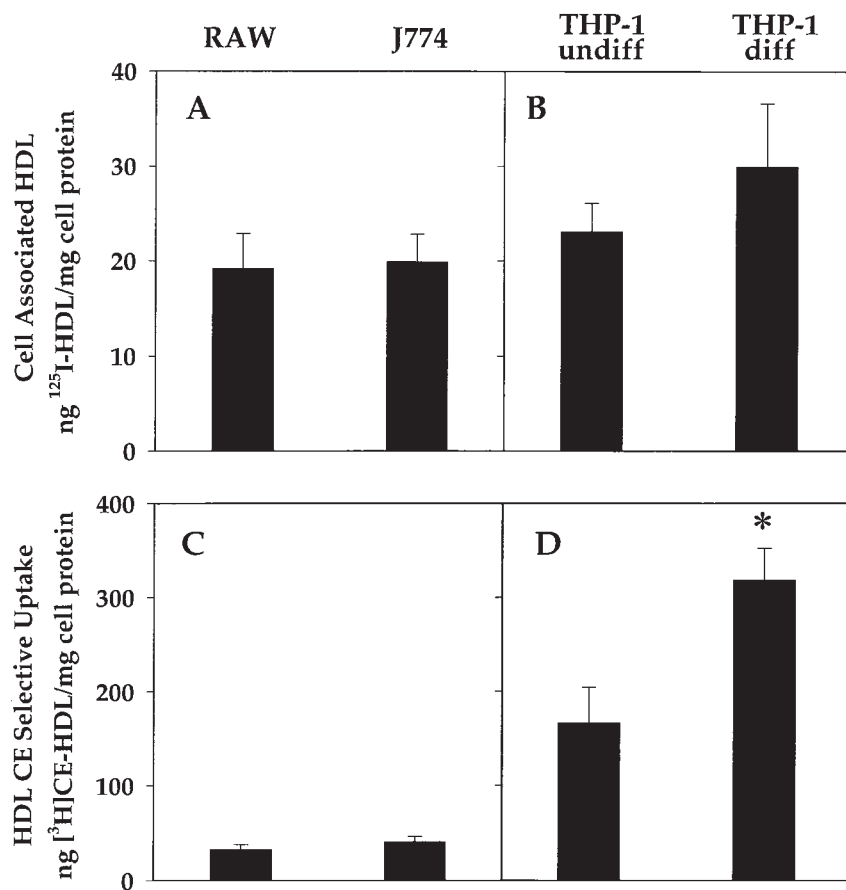 RAW J774 THP-1 undiff THP-1 diff
Cell Associated HDL
ng ¹²⁵I-HDL/mg cell protein
40
30
20
10
0
A
B
HDL CE Selective Uptake
ng [³H]CE-HDL/mg cell protein
400
300
200
100
0
C
D
*